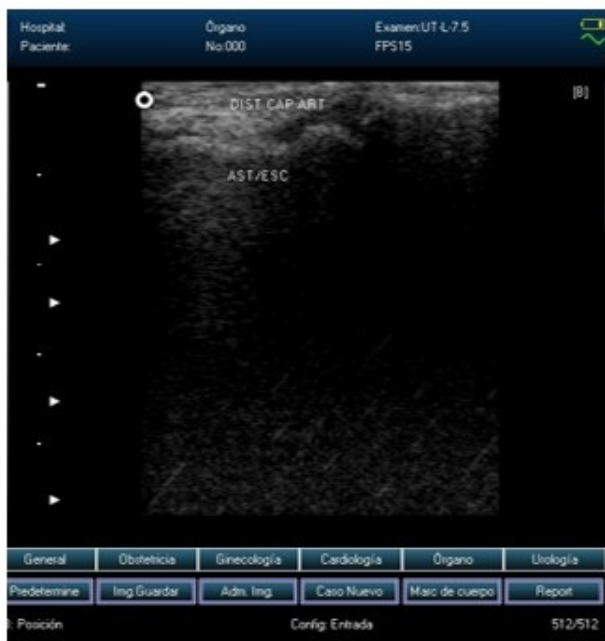 Hospital: Órgano Examen:UT-L-7.5
Paciente: No:000 FPS15
[B]
DIST CAP ART
AST/ESC
General Obstetricia Ginecología Cardiología Órgano Urología
Predetermine Img.Guardar Adm. Img. Caso Nuevo Marc de cuerpo Report
: Posición Config: Entrada 512/512